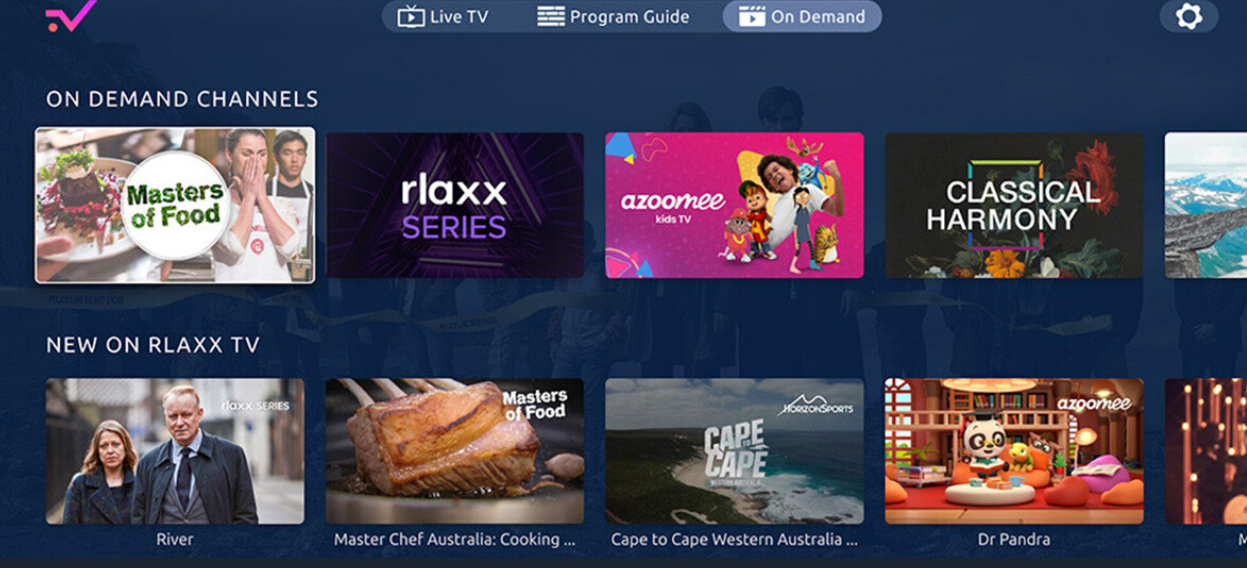 Live TV
Program Guide
On Demand
ON DEMAND CHANNELS
Masters
of Food
rlaxx
SERIES
azoomee
kids TV
CLASSICAL
HARMONY
NEW ON RLAXX TV
rlaxx SERIES
Masters
of Food
HORIZONSPORTS
CAPE
TO
CAPE
WESTERN AUSTRALIA
azoomee
River
Master Chef Australia: Cooking ...
Cape to Cape Western Australia ...
Dr Pandra
M